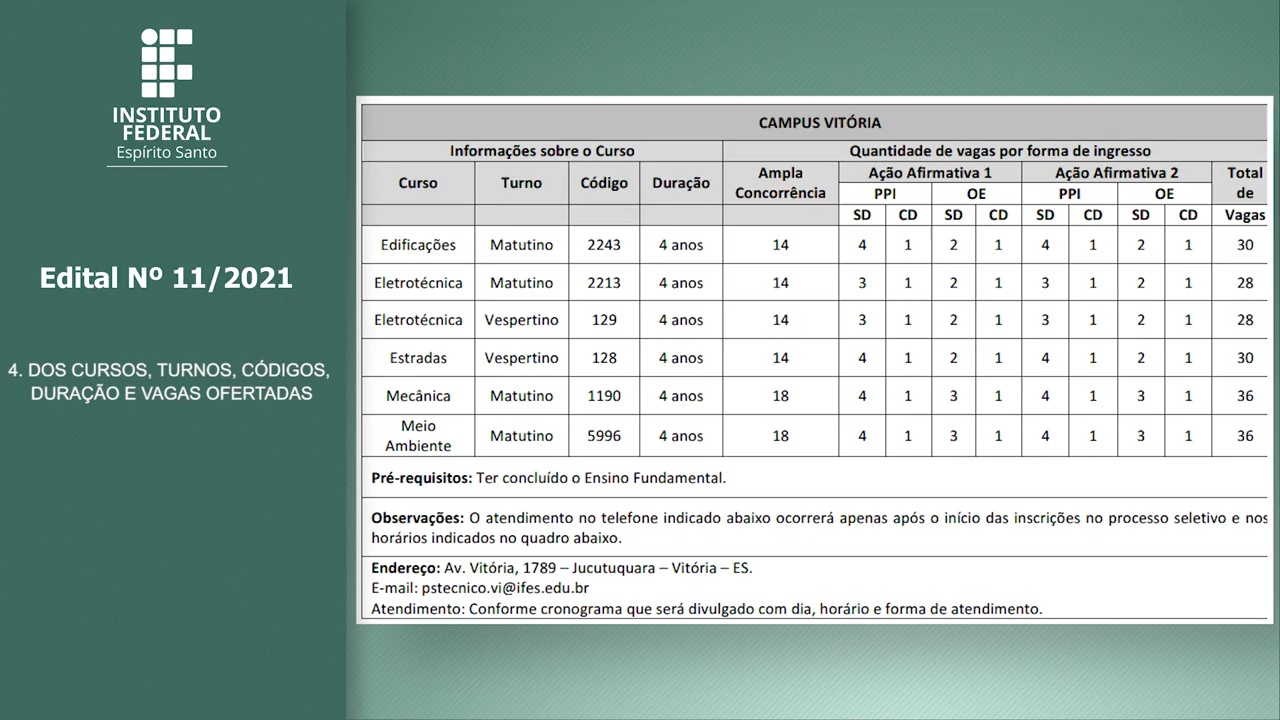 INSTITUTO
FEDERAL
Espírito Santo
Edital Nº 11/2021
4. DOS CURSOS, TURNOS, CÓDIGOS,
DURAÇÃO E VAGAS OFERTADAS
CAMPUS VITÓRIA
Informações sobre o Curso Quantidade de vagas por forma de ingresso
Curso Turno Código Duração Ampla Concorrência Ação Afirmativa 1 Ação Afirmativa 2 Total de Vagas
PPI OE PPI OE
SD CD SD CD SD CD SD CD
Edificações Matutino 2243 4 anos 14 4 1 2 1 4 1 2 1 30
Eletrotécnica Matutino 2213 4 anos 14 3 1 2 1 3 1 2 1 28
Eletrotécnica Vespertino 129 4 anos 14 3 1 2 1 3 1 2 1 28
Estradas Vespertino 128 4 anos 14 4 1 2 1 4 1 2 1 30
Mecânica Matutino 1190 4 anos 18 4 1 3 1 4 1 3 1 36
Meio Ambiente Matutino 5996 4 anos 18 4 1 3 1 4 1 3 1 36
Pré-requisitos: Ter concluído o Ensino Fundamental.
Observações: O atendimento no telefone indicado abaixo ocorrerá apenas após o início das inscrições no processo seletivo e nos
horários indicados no quadro abaixo.
Endereço: Av. Vitória, 1789 – Jucutuquara – Vitória – ES.
E-mail: pstecnico.vi@ifes.edu.br
Atendimento: Conforme cronograma que será divulgado com dia, horário e forma de atendimento.